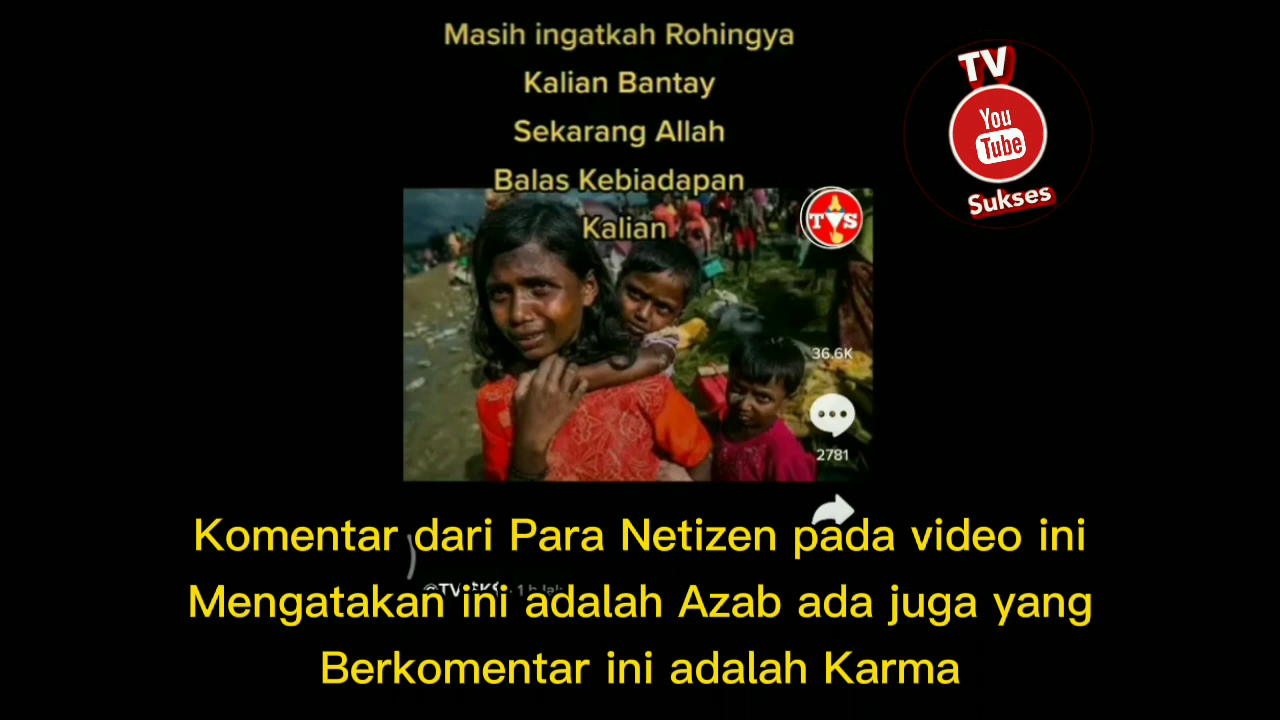 Masih ingatkah Rohingya
Kalian Bantay
Sekarang Allah
Balas Kebiadapan
Kalian
TV
You
Tube
Sukses
TVS
36.6K
2781
Komentar dari Para Netizen pada video ini
Mengatakan ini adalah Azab ada juga yang
Berkomentar ini adalah Karma